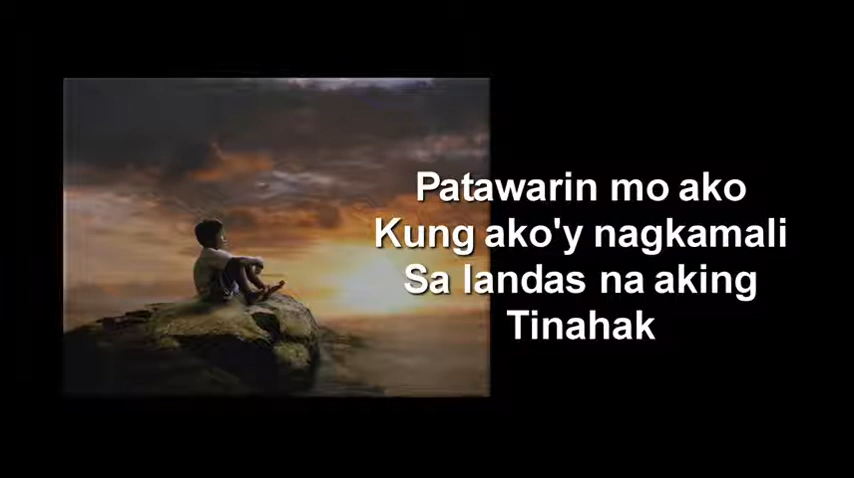 Patawarin mo ako
Kung ako'y nagkamali
Sa landas na aking
Tinahak